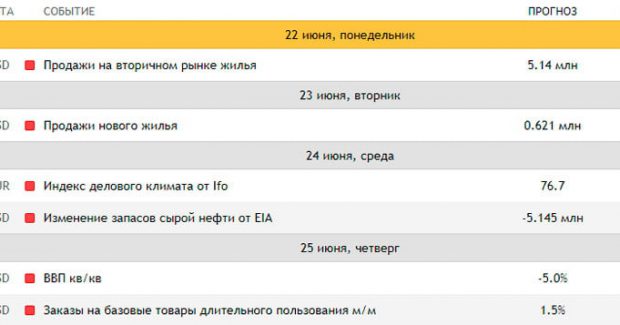 ТА СОБЫТИЕ ПРОГНОЗ
22 июня, понедельник
SD Продажи на вторичном рынке жилья 5.14 млн
23 июня, вторник
SD Продажи нового жилья 0.621 млн
24 июня, среда
UR Индекс делового климата от Ifo 76.7
SD Изменение запасов сырой нефти от EIA -5.145 млн
25 июня, четверг
SD ВВП кв/кв -5.0%
SD Заказы на базовые товары длительного пользования м/м 1.5%